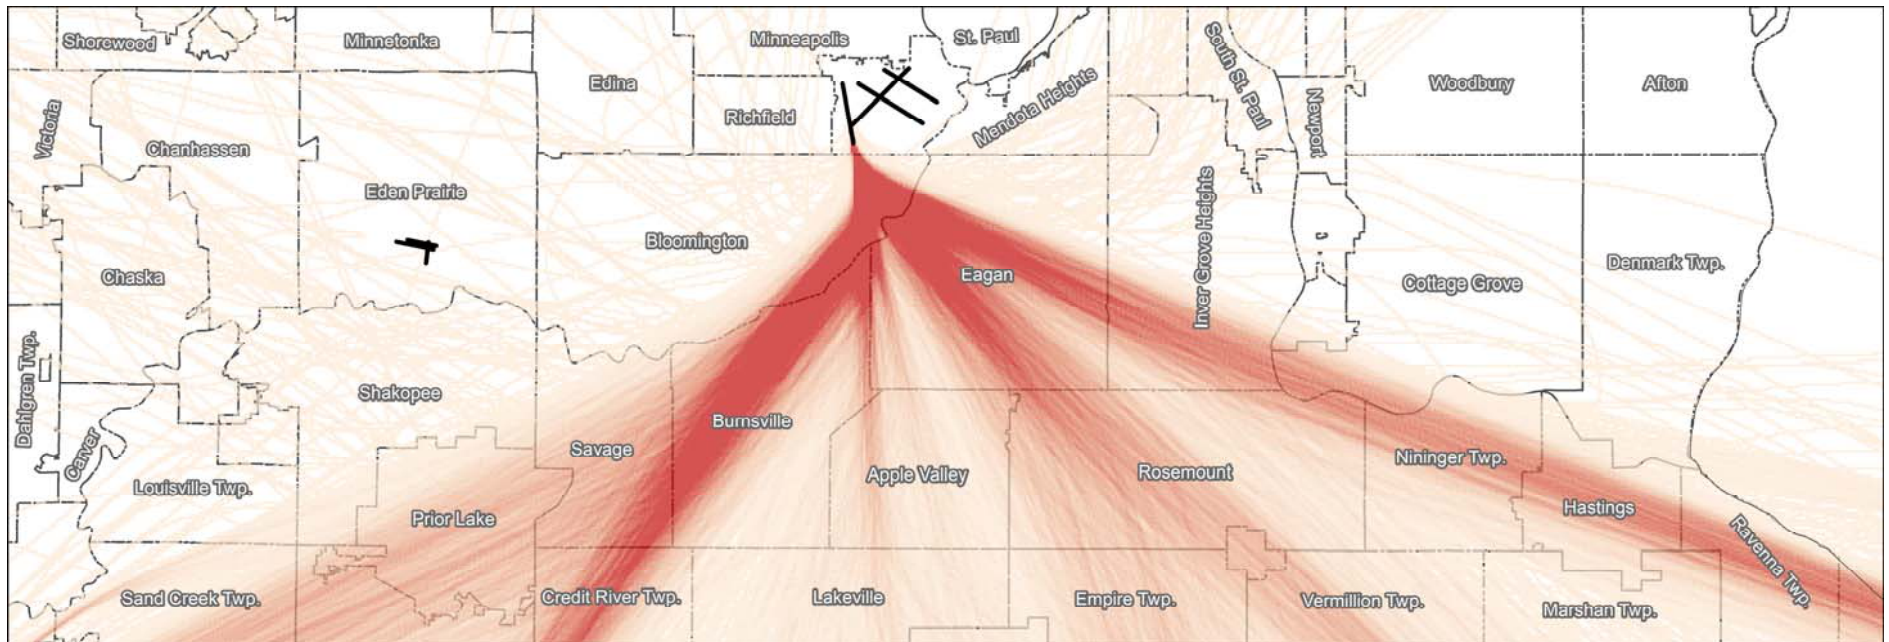 Shorewood
Minnetonka
Minneapolis
St. Paul
Edina
Richfield
Mendota Heights
South St. Paul
Newport
Woodbury
Afton
Victoria
Chanhassen
Eden Prairie
Bloomington
Eagan
Inver Grove Heights
Cottage Grove
Denmark Twp.
Chaska
Dahlgren Twp.
Carver
Shakopee
Savage
Burnsville
Apple Valley
Rosemount
Nininger Twp.
Hastings
Ravenna Twp.
Louisville Twp.
Prior Lake
Sand Creek Twp.
Credit River Twp.
Lakeville
Empire Twp.
Vermillion Twp.
Marshan Twp.